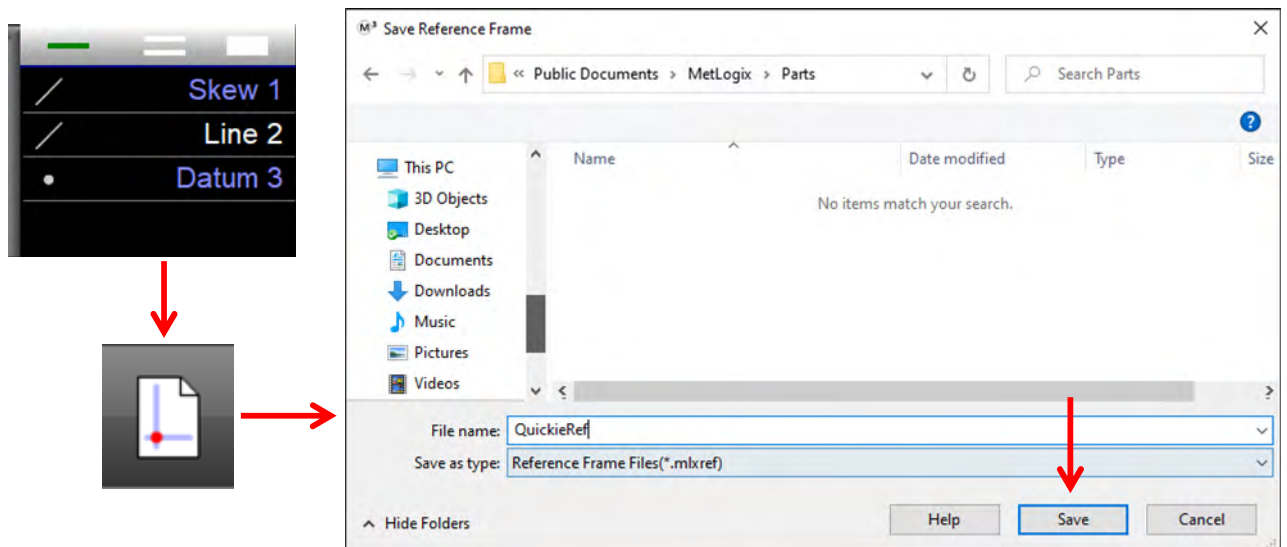 Skew 1
Line 2
Datum 3
M³ Save Reference Frame
« Public Documents › MetLogix › Parts
Search Parts
?
Name Date modified Type Size
This PC
No items match your search.
3D Objects
Desktop
Documents
Downloads
Music
Pictures
Videos
File name: QuickieRef
Save as type: Reference Frame Files(*.mlxref)
Hide Folders Help Save Cancel